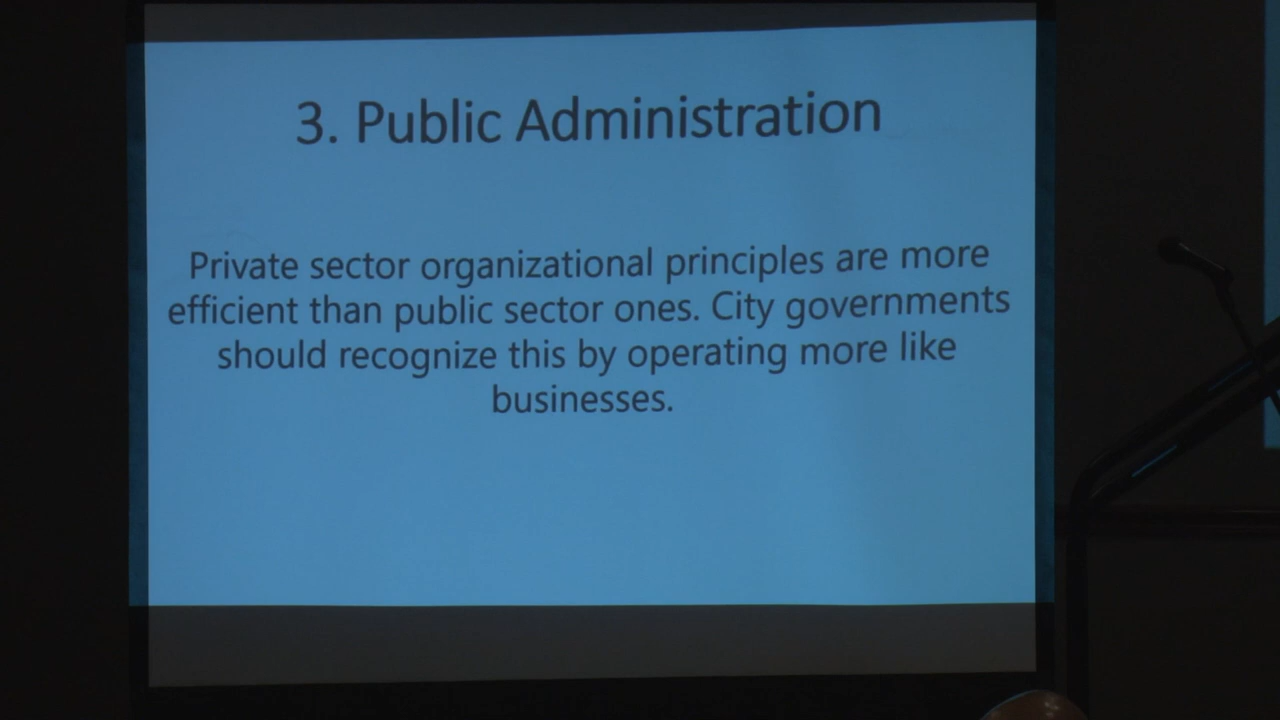 3. Public Administration
Private sector organizational principles are more
efficient than public sector ones. City governments
should recognize this by operating more like
businesses.